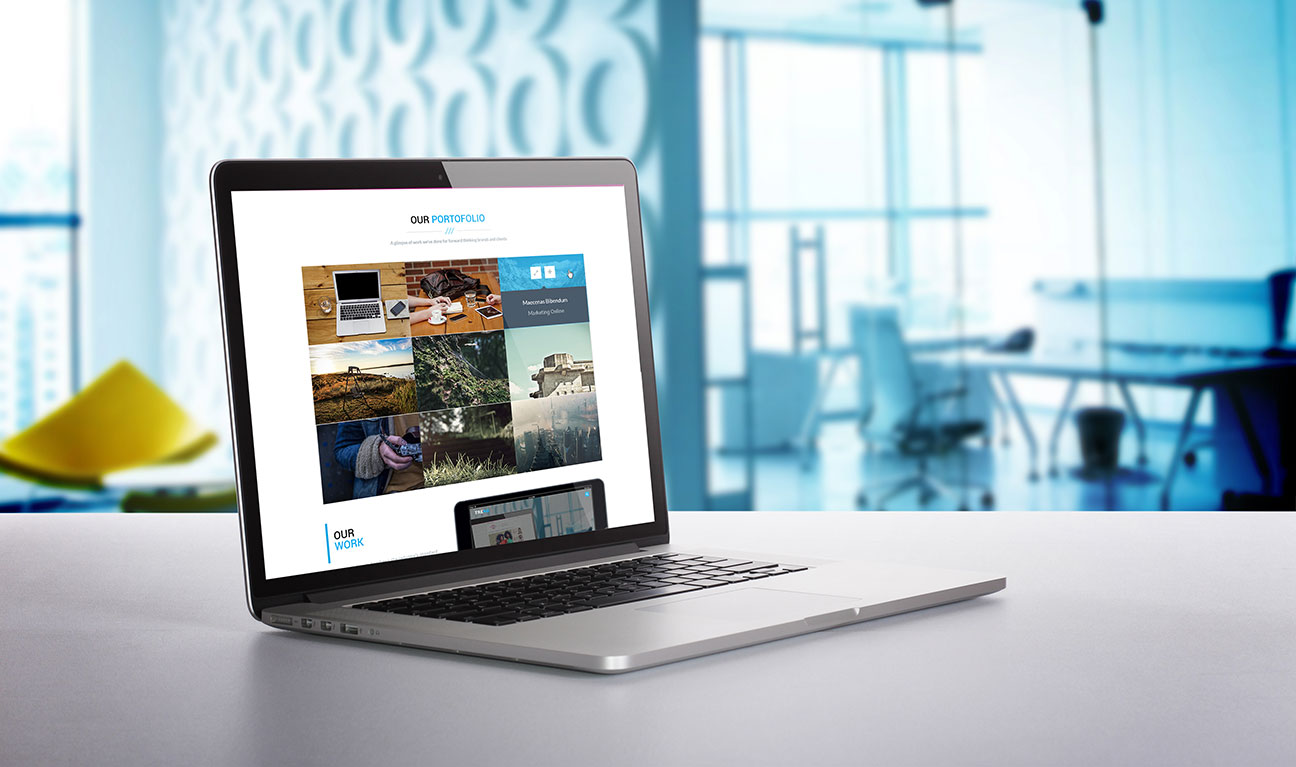 OUR PORTOFOLIO
A glimpse of work we've done for forward thinking brands and clients
Maecenas Bibendum
Marketing Online
OUR
WORK